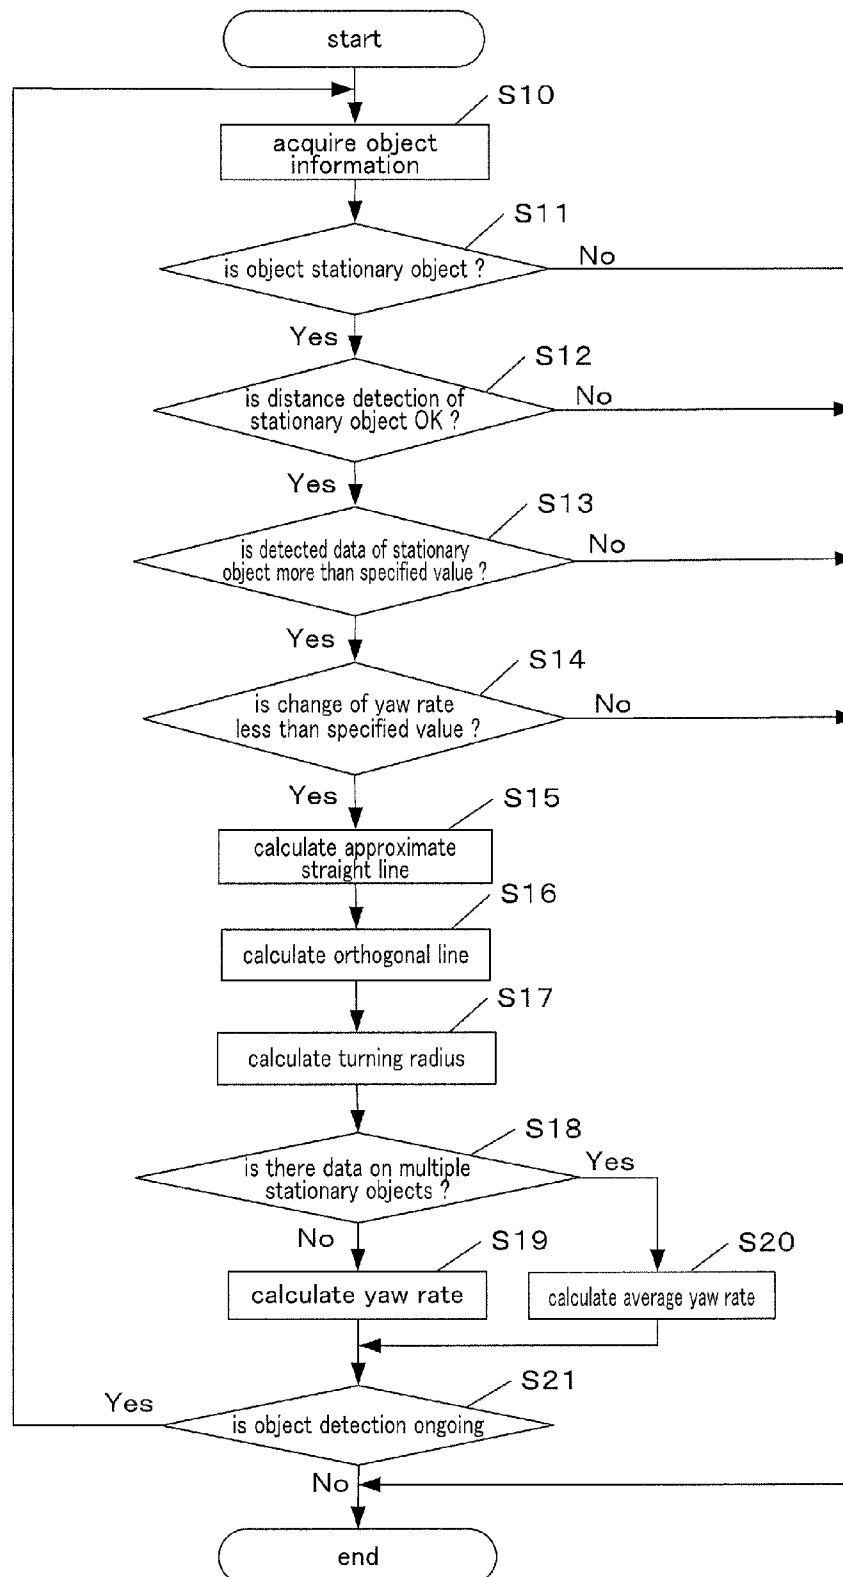 start
S10
acquire object
information
S11
is object stationary object ?
No
Yes
S12
is distance detection of
stationary object OK ?
No
Yes
S13
is detected data of stationary
object more than specified value ?
No
Yes
S14
is change of yaw rate
less than specified value ?
No
Yes
S15
calculate approximate
straight line
S16
calculate orthogonal line
S17
calculate turning radius
S18
is there data on multiple
stationary objects ?
Yes
No
S19
calculate yaw rate
S20
calculate average yaw rate
S21
is object detection ongoing
Yes
No
end